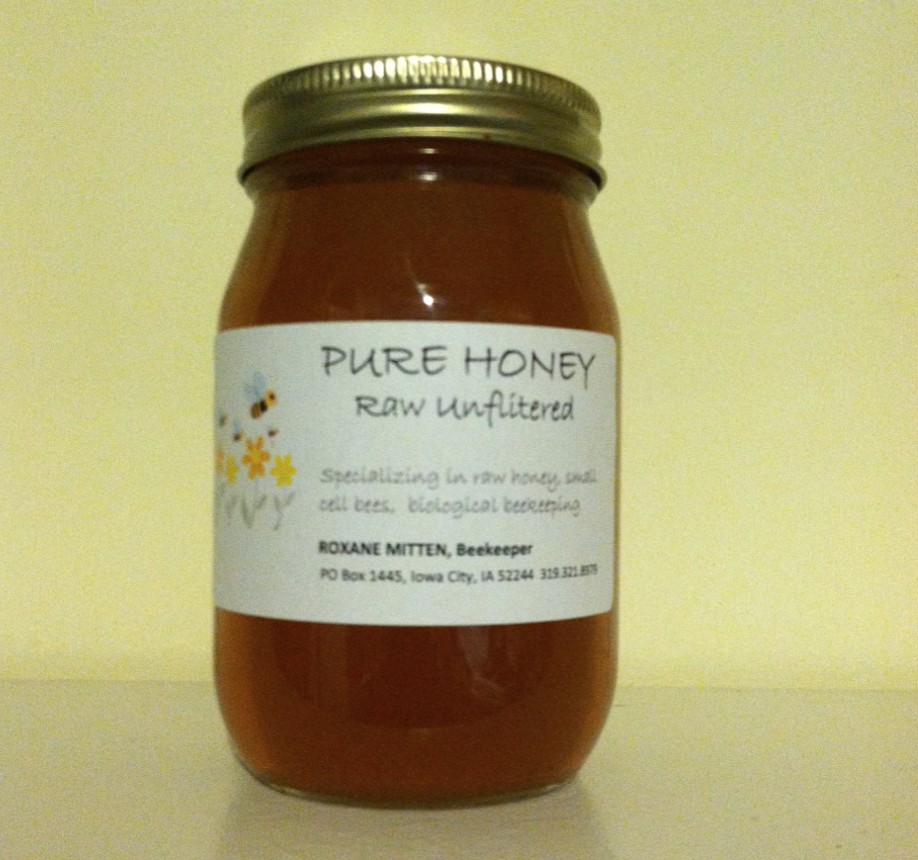 PURE HONEY
Raw Unflitered
Specializing in raw honey, small
cell bees, biological beekeeping
ROXANE MITTEN, Beekeeper
PO Box 1445, Iowa City, IA 52244 319.321.